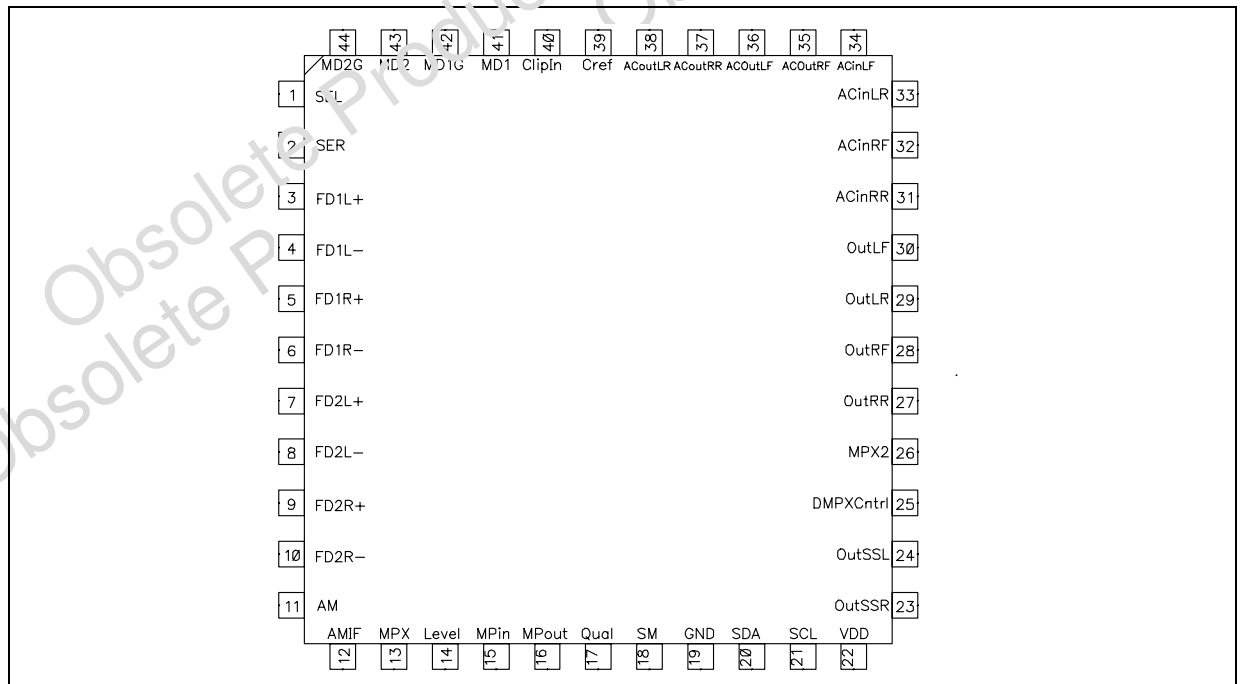 44 43 42 41 40 39 38 37 36 35 34
MD2G MD2 MD1G MD1 ClipIn Cref ACoutLR ACoutRR ACOutLF ACOutRF ACinLF
1 SEL ACinLR 33
2 SER ACinRF 32
3 FD1L+ ACinRR 31
4 FD1L− OutLF 30
5 FD1R+ OutLR 29
6 FD1R− OutRF 28
7 FD2L+ OutRR 27
8 FD2L− MPX2 26
9 FD2R+ DMPXCntrl 25
10 FD2R− OutSSL 24
11 AM OutSSR 23
AMIF MPX Level MPin MPout Qual SM GND SDA SCL VDD
12 13 14 15 16 17 18 19 20 21 22
Obsolete Produc